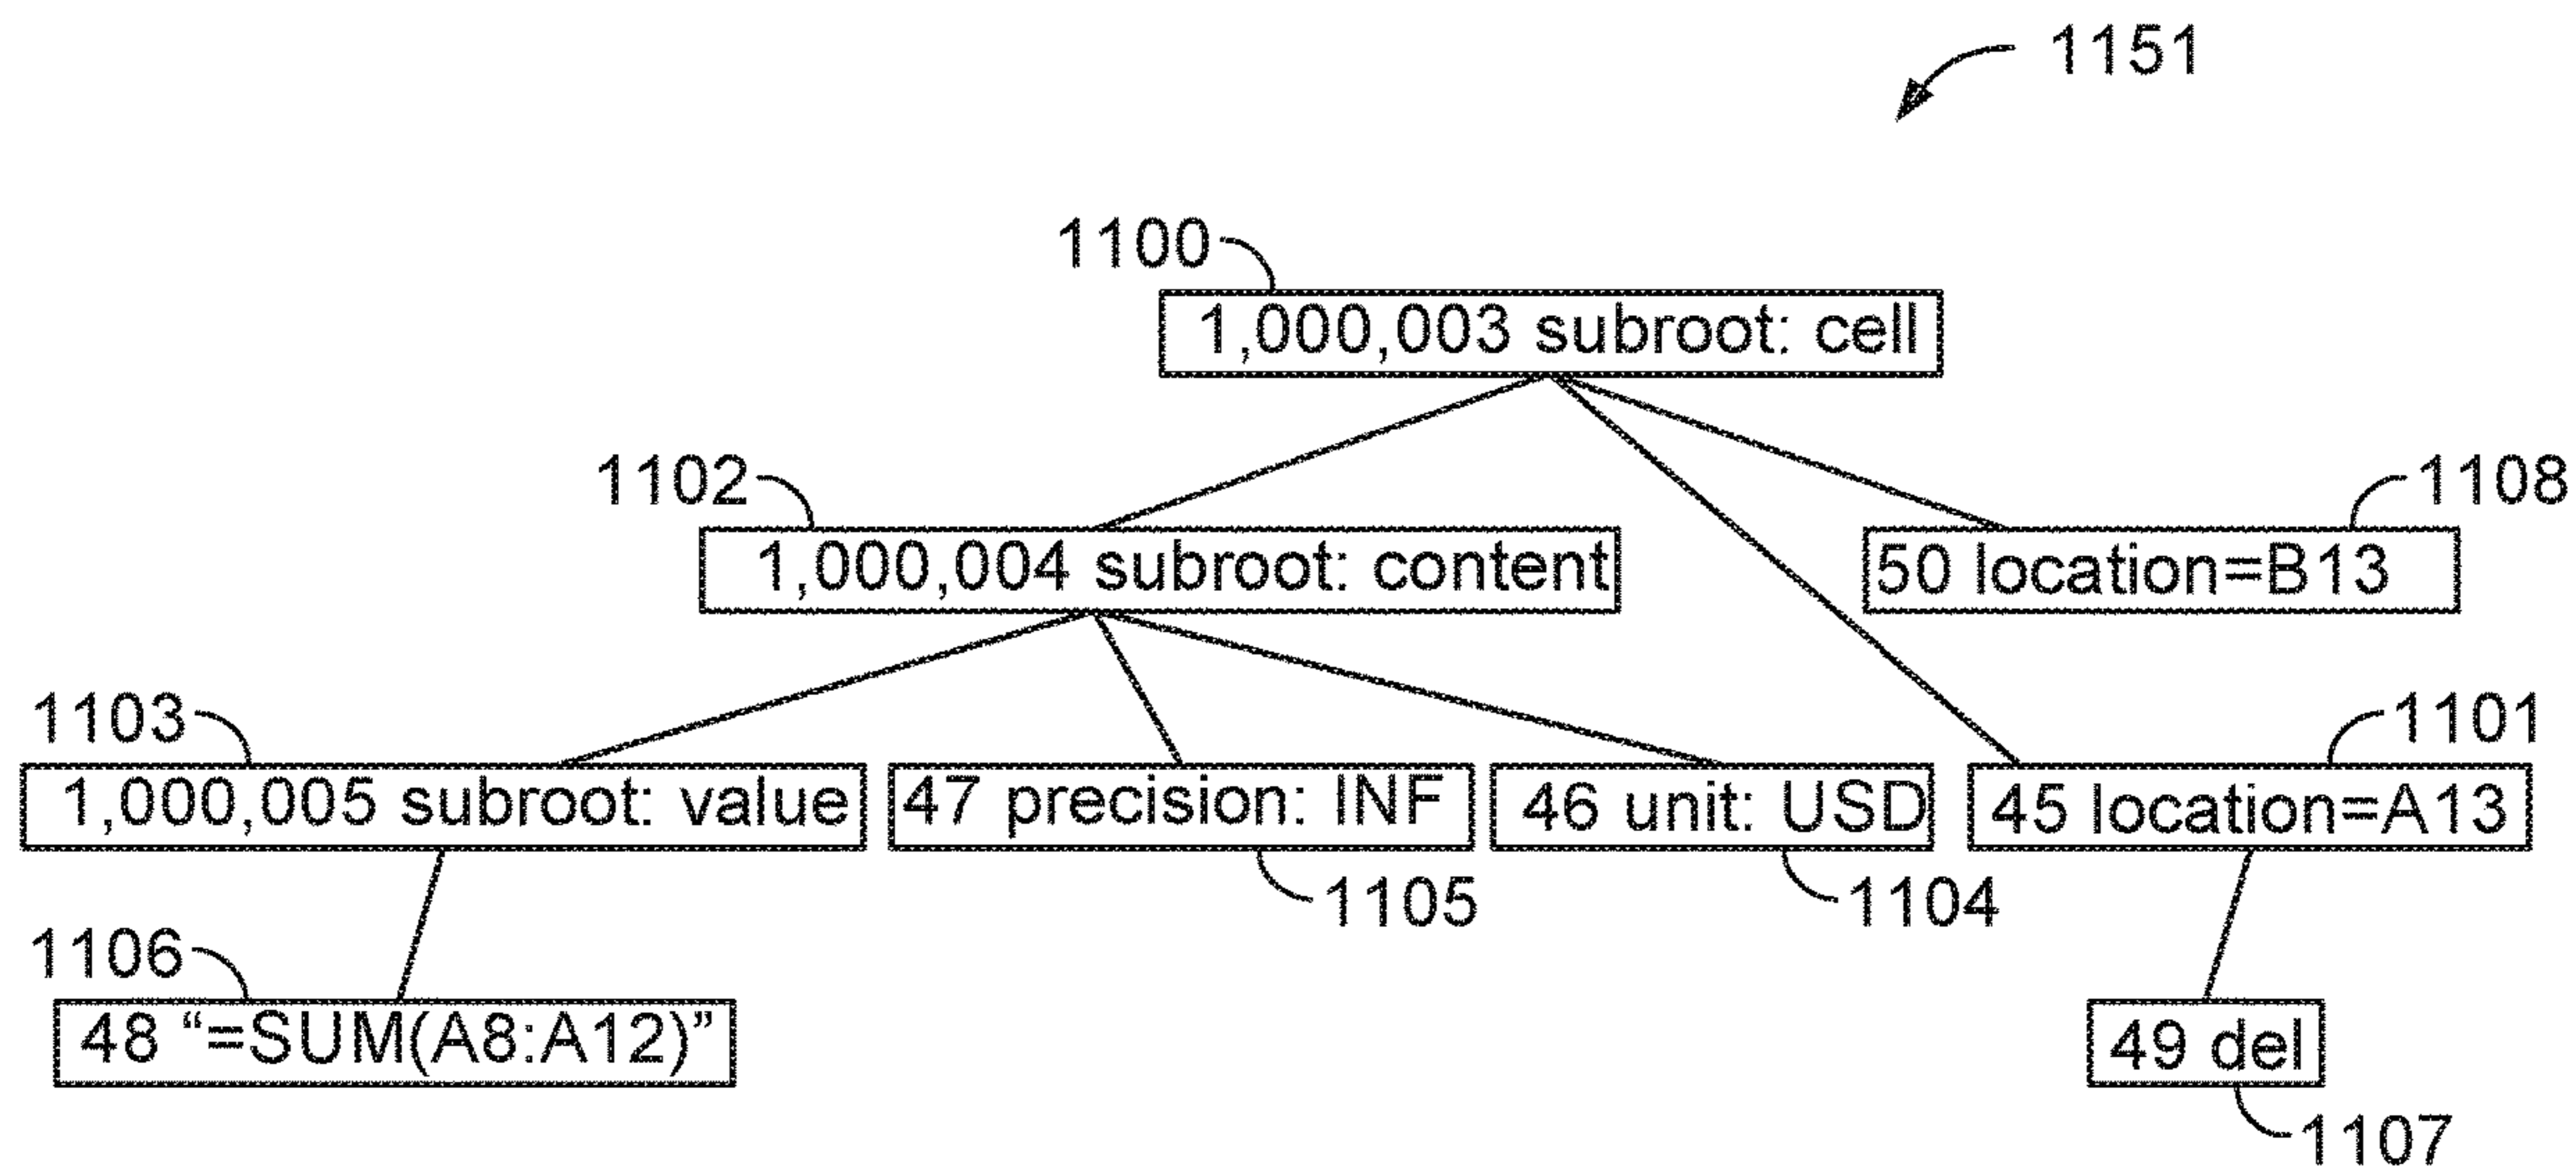 1151
1100
1,000,003 subroot: cell
1102
1108
1,000,004 subroot: content
50 location=B13
1103
1101
1,000,005 subroot: value
47 precision: INF
46 unit: USD
45 location=A13
1105
1104
1106
48 “=SUM(A8:A12)”
49 del
1107